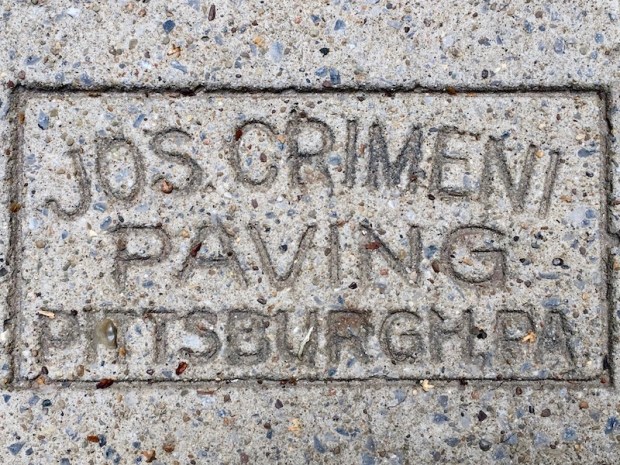 JOS. CRIMENI
PAVING
PITTSBURGH. PA